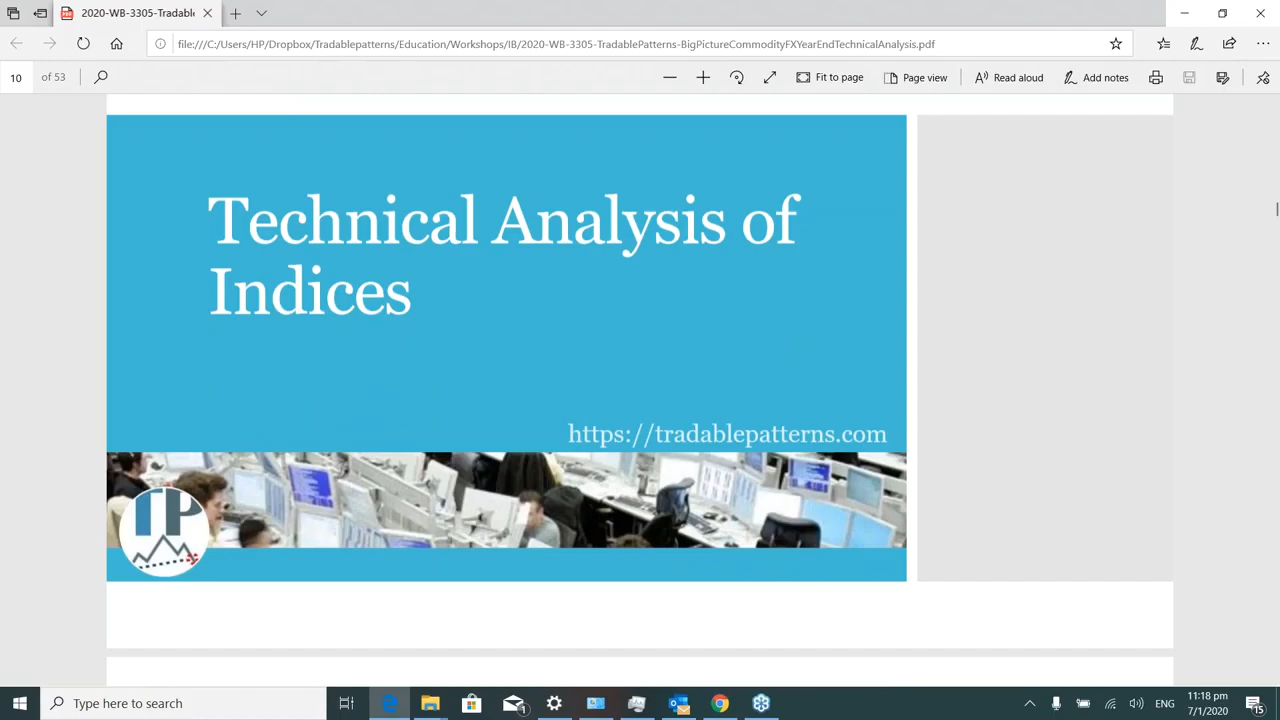 2020-WB-3305-Tradabl
file:///C:/Users/HP/Dropbox/Tradablepatterns/Education/Workshops/IB/2020-WB-3305-TradablePatterns-BigPictureCommodityFXYearEndTechnicalAnalysis.pdf
10 of 53 Fit to page Page view Read aloud Add notes
Technical Analysis of
Indices
https://tradablepatterns.com
TP
Type here to search
1
ENG
11:18 pm
7/1/2020
15